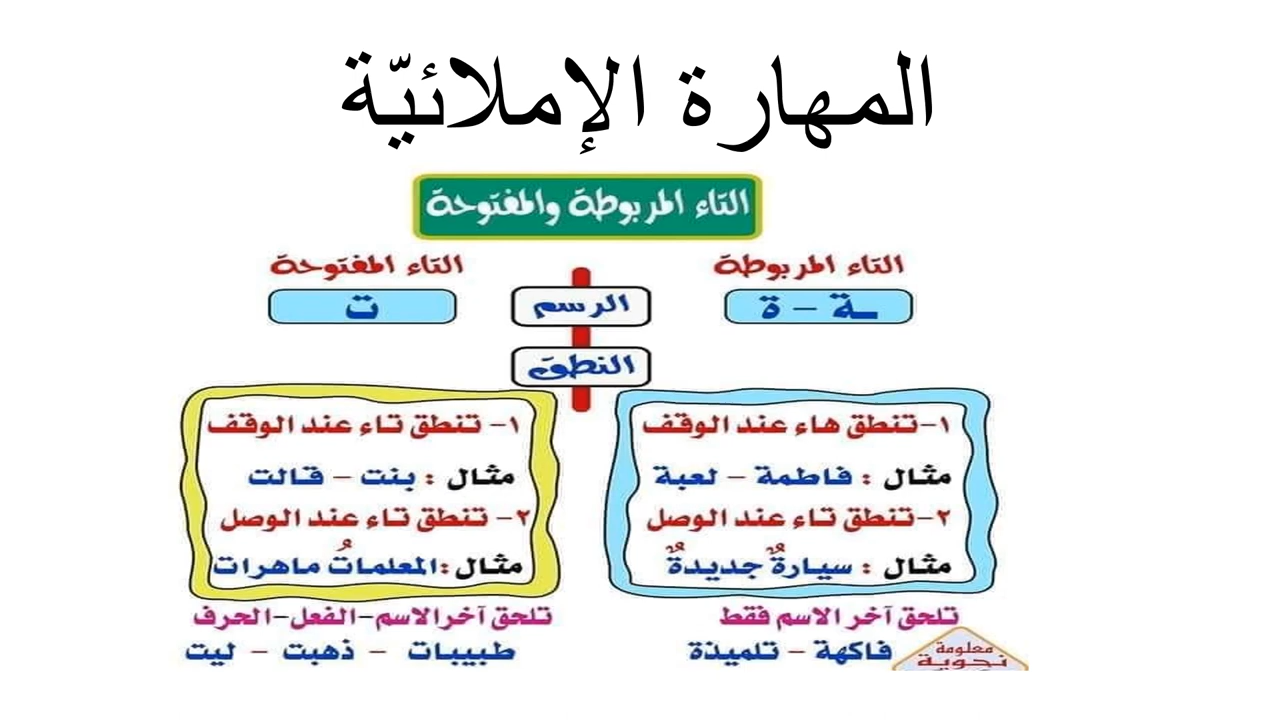 المهارة الإملائيّة
التاء المربوطة والمفتوحة
التاء المربوطة
التاء المفتوحة
ـة – ة
الرسم
ت
النطق
١-تنطق هاء عند الوقف
مثال : فاطمة – لعبة
٢-تنطق تاء عند الوصل
مثال : سيارةٌ جديدةٌ
تلحق آخر الاسم فقط
فاكهة – تلميذة
١- تنطق تاء عند الوقف
مثال : بنت – قالت
٢- تنطق تاء عند الوصل
مثال :المعلماتُ ماهرات
تلحق آخر الاسم-الفعل-الحرف
طبيبات – ذهبت – ليت
معلومة
نحوية